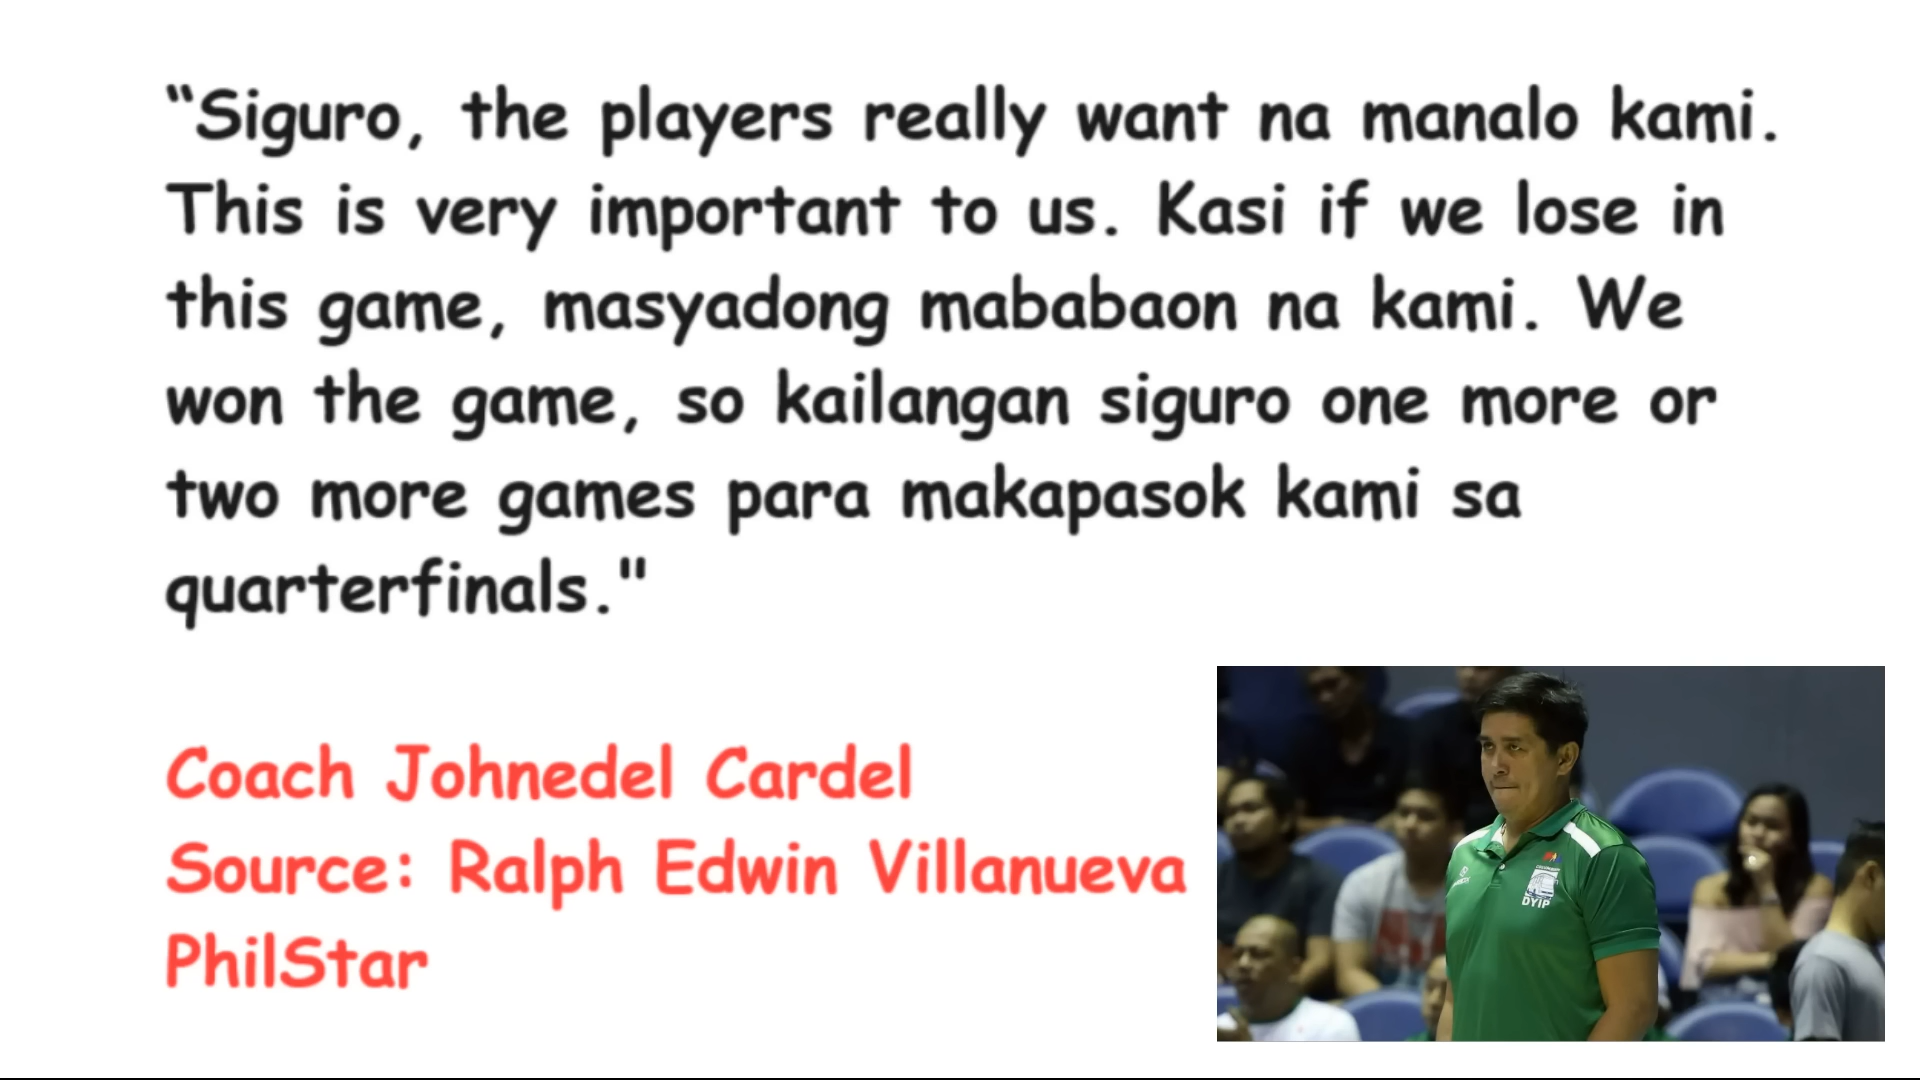 “Siguro, the players really want na manalo kami.
This is very important to us. Kasi if we lose in
this game, masyadong mababaon na kami. We
won the game, so kailangan siguro one more or
two more games para makapasok kami sa
quarterfinals."
Coach Johnedel Cardel
Source: Ralph Edwin Villanueva
PhilStar
DYIP